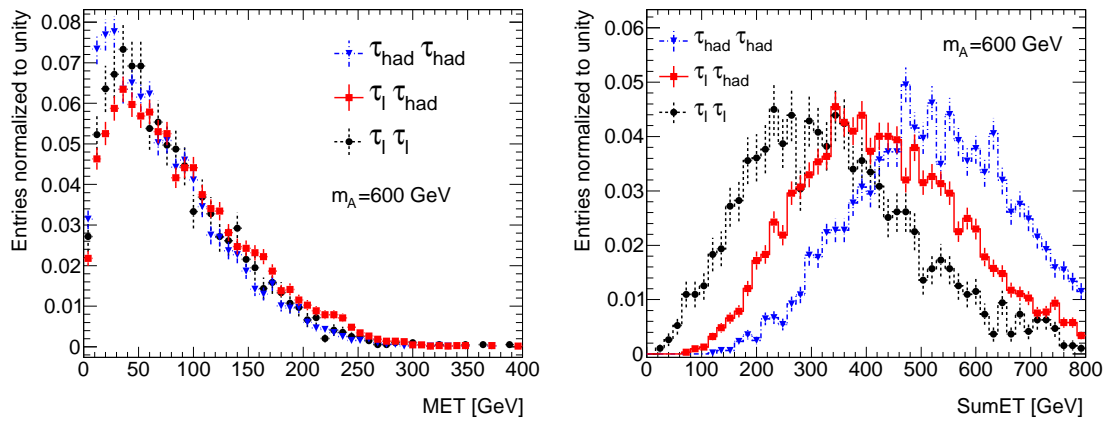 Entries normalized to unity
0.08
0.07
0.06
0.05
0.04
0.03
0.02
0.01
0
τhad τhad
τl τhad
τl τl
mA=600 GeV
0 50 100 150 200 250 300 350 400
MET [GeV]
Entries normalized to unity
0.06
0.05
0.04
0.03
0.02
0.01
0
τhad τhad
τl τhad
τl τl
mA=600 GeV
0 100 200 300 400 500 600 700 800
SumET [GeV]